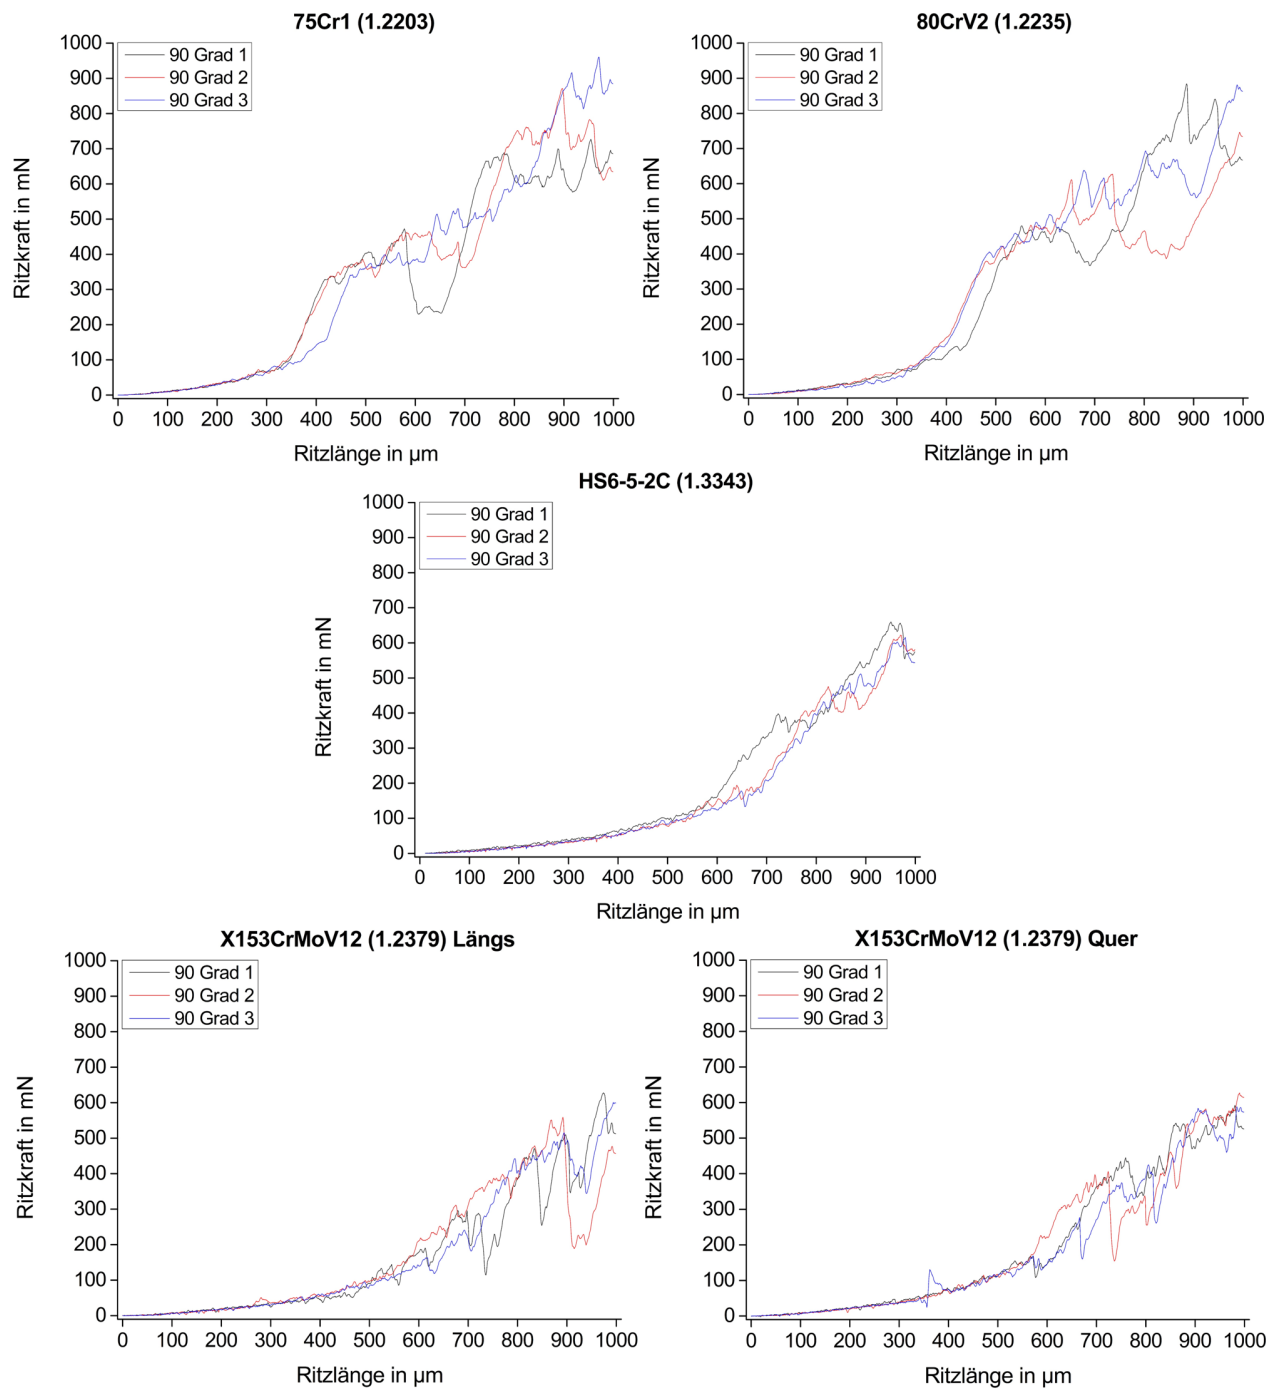 75Cr1 (1.2203)
90 Grad 1
90 Grad 2
90 Grad 3
1000
900
800
700
600
500
400
300
200
100
0
Ritzkraft in mN
0 100 200 300 400 500 600 700 800 900 1000
Ritzlänge in µm
80CrV2 (1.2235)
90 Grad 1
90 Grad 2
90 Grad 3
1000
900
800
700
600
500
400
300
200
100
0
Ritzkraft in mN
0 100 200 300 400 500 600 700 800 900 1000
Ritzlänge in µm
HS6-5-2C (1.3343)
90 Grad 1
90 Grad 2
90 Grad 3
1000
900
800
700
600
500
400
300
200
100
0
Ritzkraft in mN
0 100 200 300 400 500 600 700 800 900 1000
Ritzlänge in µm
X153CrMoV12 (1.2379) Längs
90 Grad 1
90 Grad 2
90 Grad 3
1000
900
800
700
600
500
400
300
200
100
0
Ritzkraft in mN
0 100 200 300 400 500 600 700 800 900 1000
Ritzlänge in µm
X153CrMoV12 (1.2379) Quer
90 Grad 1
90 Grad 2
90 Grad 3
1000
900
800
700
600
500
400
300
200
100
0
Ritzkraft in mN
0 100 200 300 400 500 600 700 800 900 1000
Ritzlänge in µm